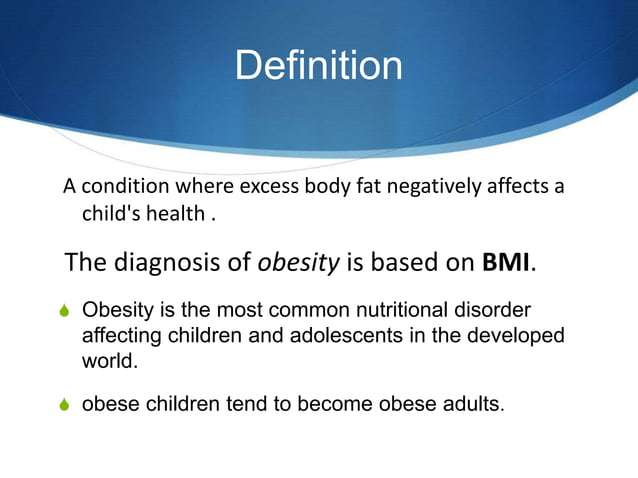 Definition
A condition where excess body fat negatively affects a
child's health .
The diagnosis of obesity is based on BMI.
Obesity is the most common nutritional disorder
affecting children and adolescents in the developed
world.
obese children tend to become obese adults.